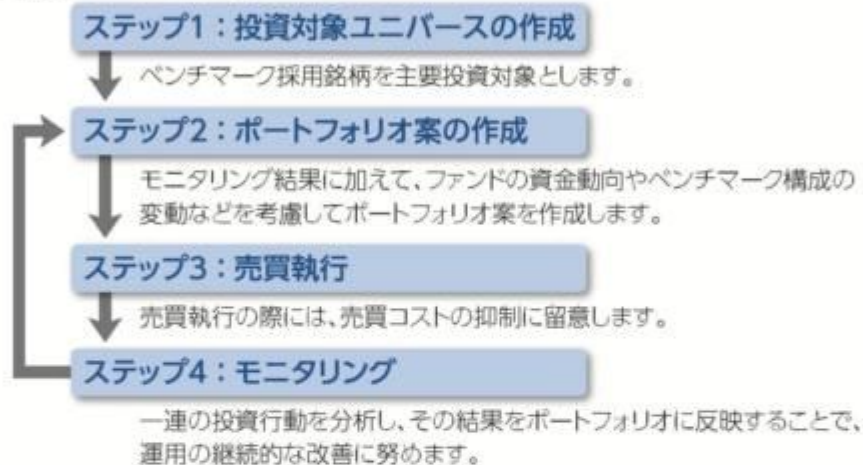 ステップ1：投資対象ユニバースの作成
ベンチマーク採用銘柄を主要投資対象とします。
ステップ2：ポートフォリオ案の作成
モニタリング結果に加えて、ファンドの資金動向やベンチマーク構成の
変動などを考慮してポートフォリオ案を作成します。
ステップ3：売買執行
売買執行の際には、売買コストの抑制に留意します。
ステップ4：モニタリング
一連の投資行動を分析し、その結果をポートフォリオに反映することで、
運用の継続的な改善に努めます。